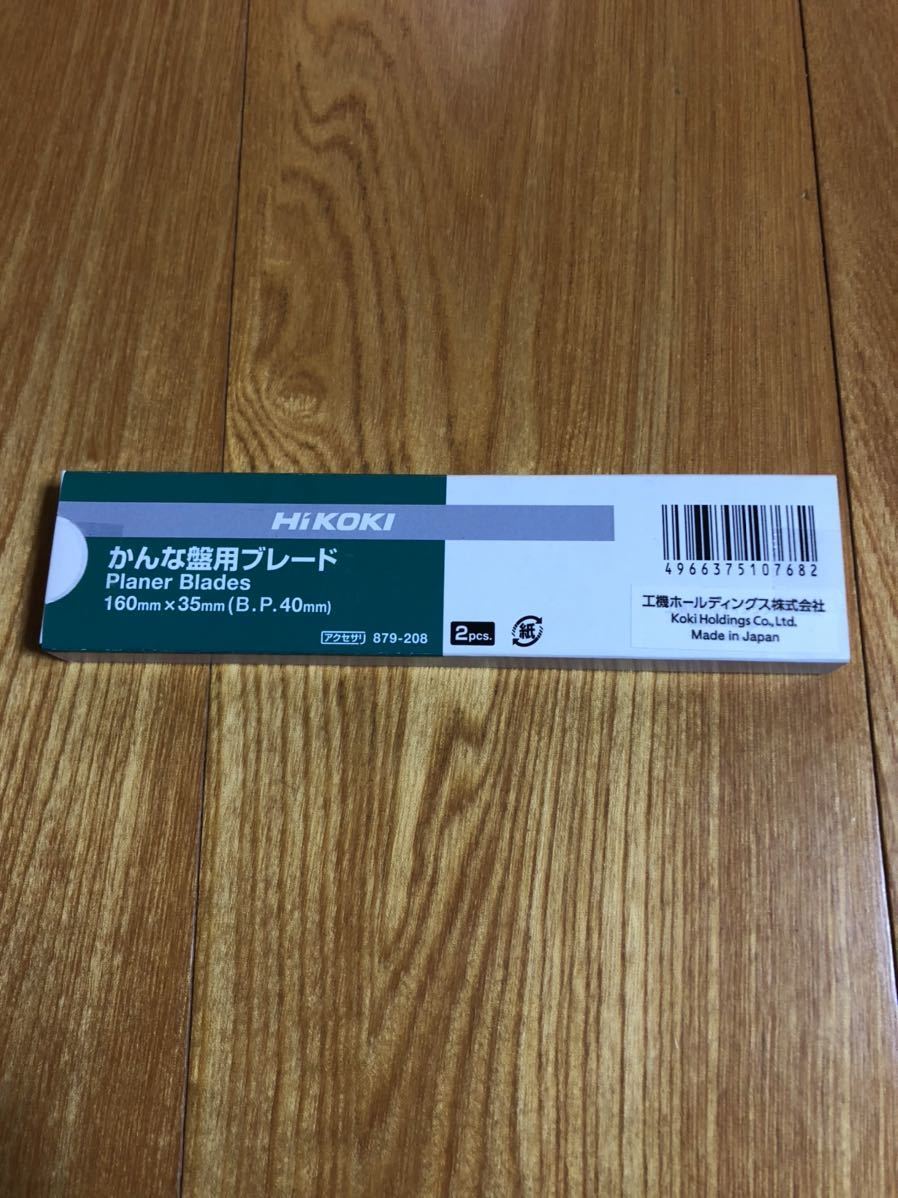 HiKOKI
かんな盤用ブレード
Planer Blades
160mm×35mm(B.P.40mm)
アクセサリ 879-208
2pcs.
紙
4966375107682
工機ホールディングス株式会社
Koki Holdings Co., Ltd.
Made in Japan